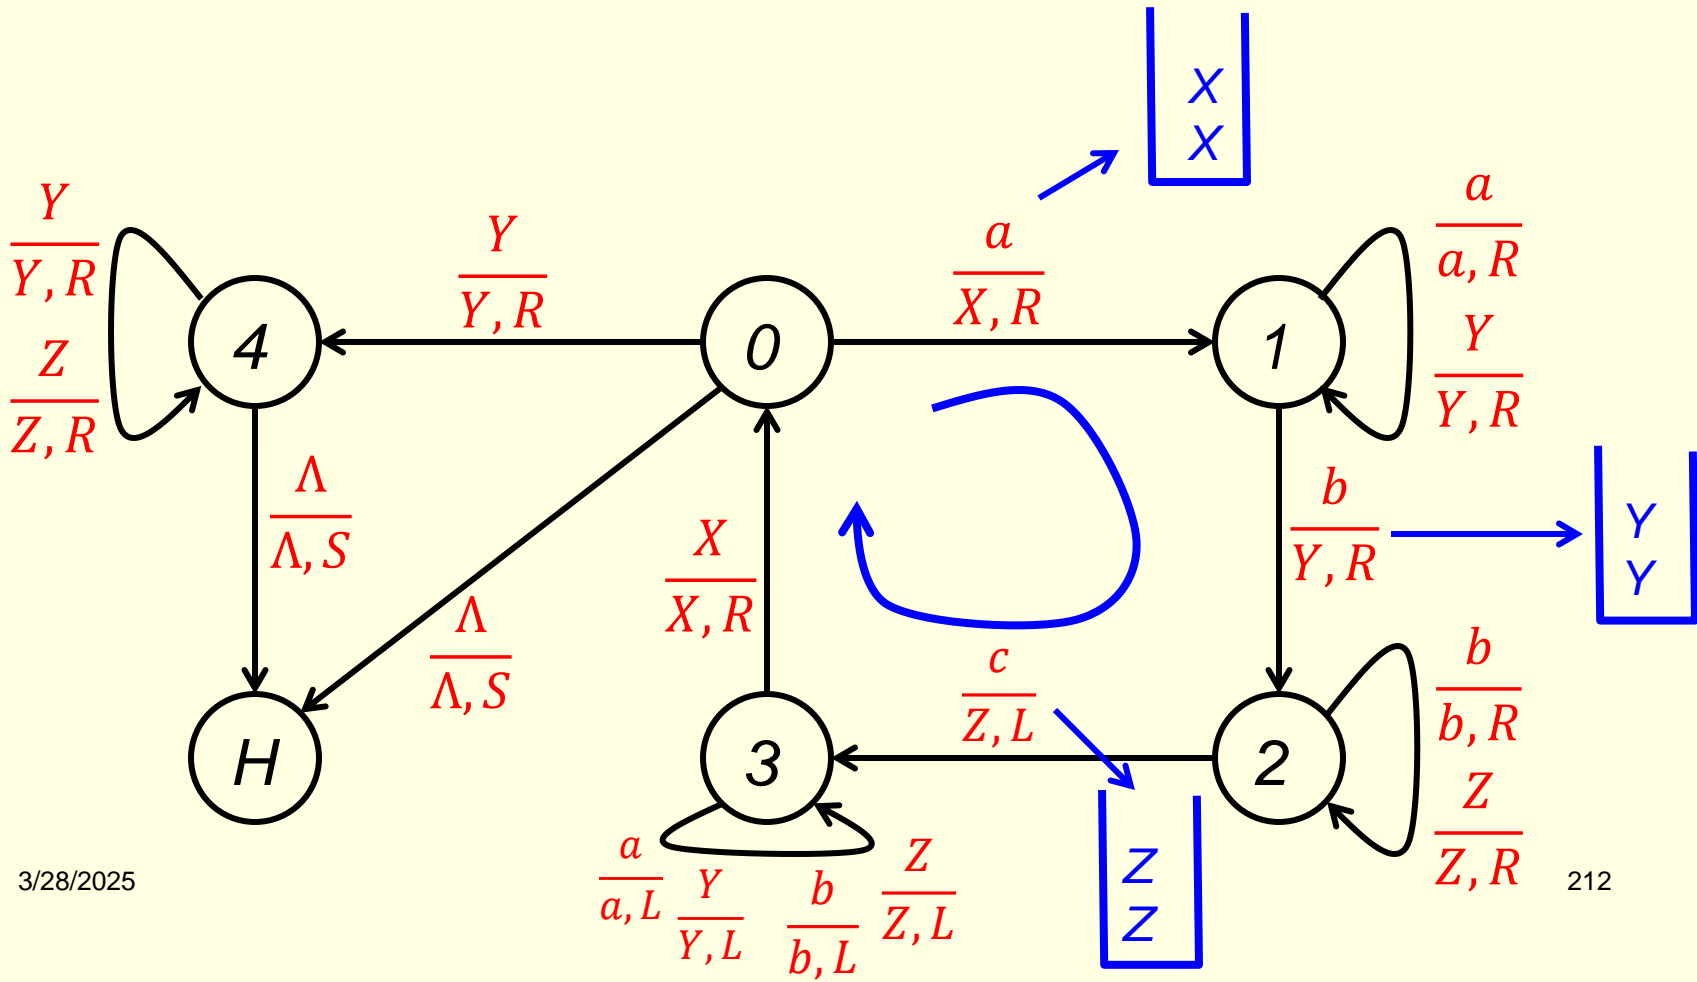 X
X
a
X, R
a
a, R
Y
Y, R
Y
Y, R
Z
Z, R
Y
Y, R
4
0
1
Λ
Λ, S
Λ
Λ, S
X
X, R
b
Y, R
Y
Y
c
Z, L
b
b, R
Z
Z, R
H
3
2
a
a, L
Y
Y, L
b
b, L
Z
Z, L
Z
Z
3/28/2025
212